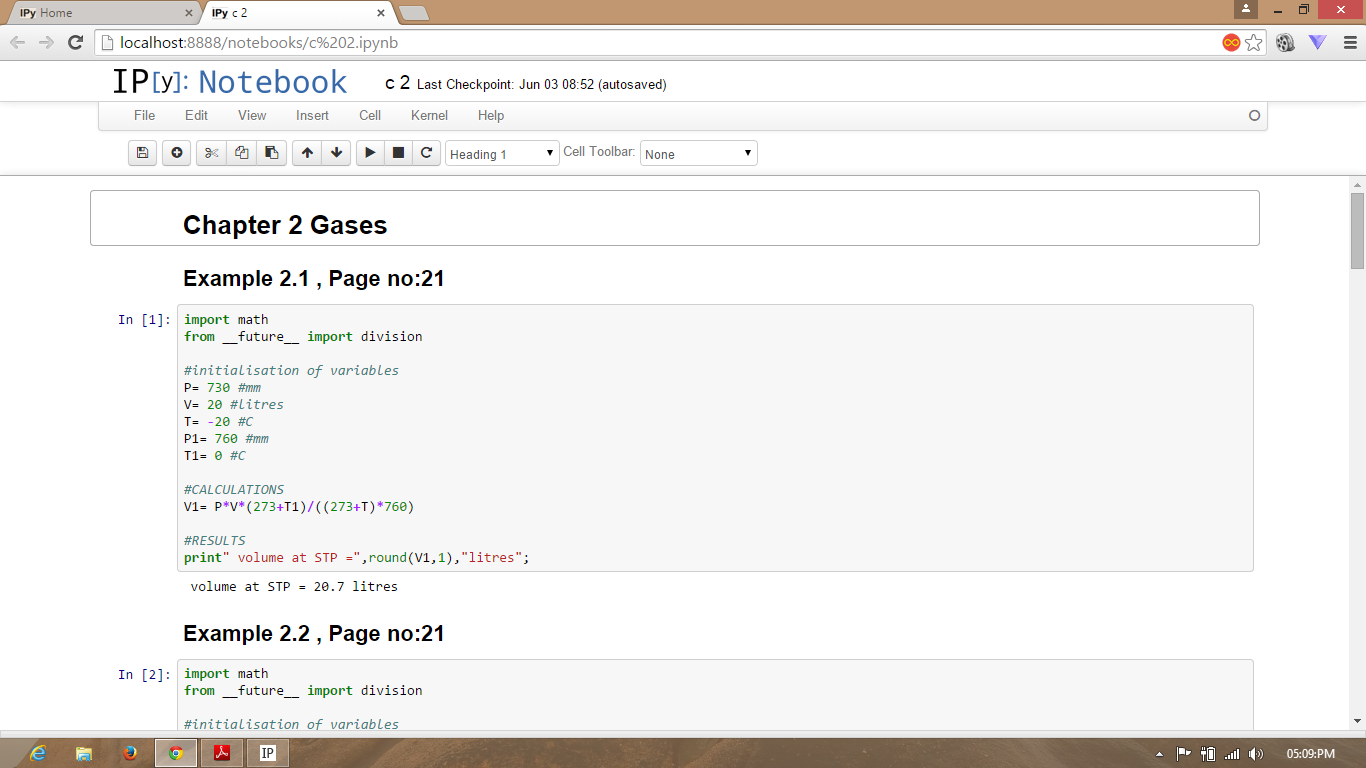 IPy Home
IPy c 2
localhost:8888/notebooks/c%202.ipynb
IP[y]: Notebook c 2 Last Checkpoint: Jun 03 08:52 (autosaved)
File Edit View Insert Cell Kernel Help
Heading 1 Cell Toolbar: None
Chapter 2 Gases
Example 2.1 , Page no:21
In [1]: import math
from __future__ import division
#initialisation of variables
P= 730 #mm
V= 20 #litres
T= -20 #C
P1= 760 #mm
T1= 0 #C
#CALCULATIONS
V1= P*V*(273+T1)/((273+T)*760)
#RESULTS
print" volume at STP =",round(V1,1),"litres";
volume at STP = 20.7 litres
Example 2.2 , Page no:21
In [2]: import math
from __future__ import division
#initialisation of variables
IP
05:09:PM